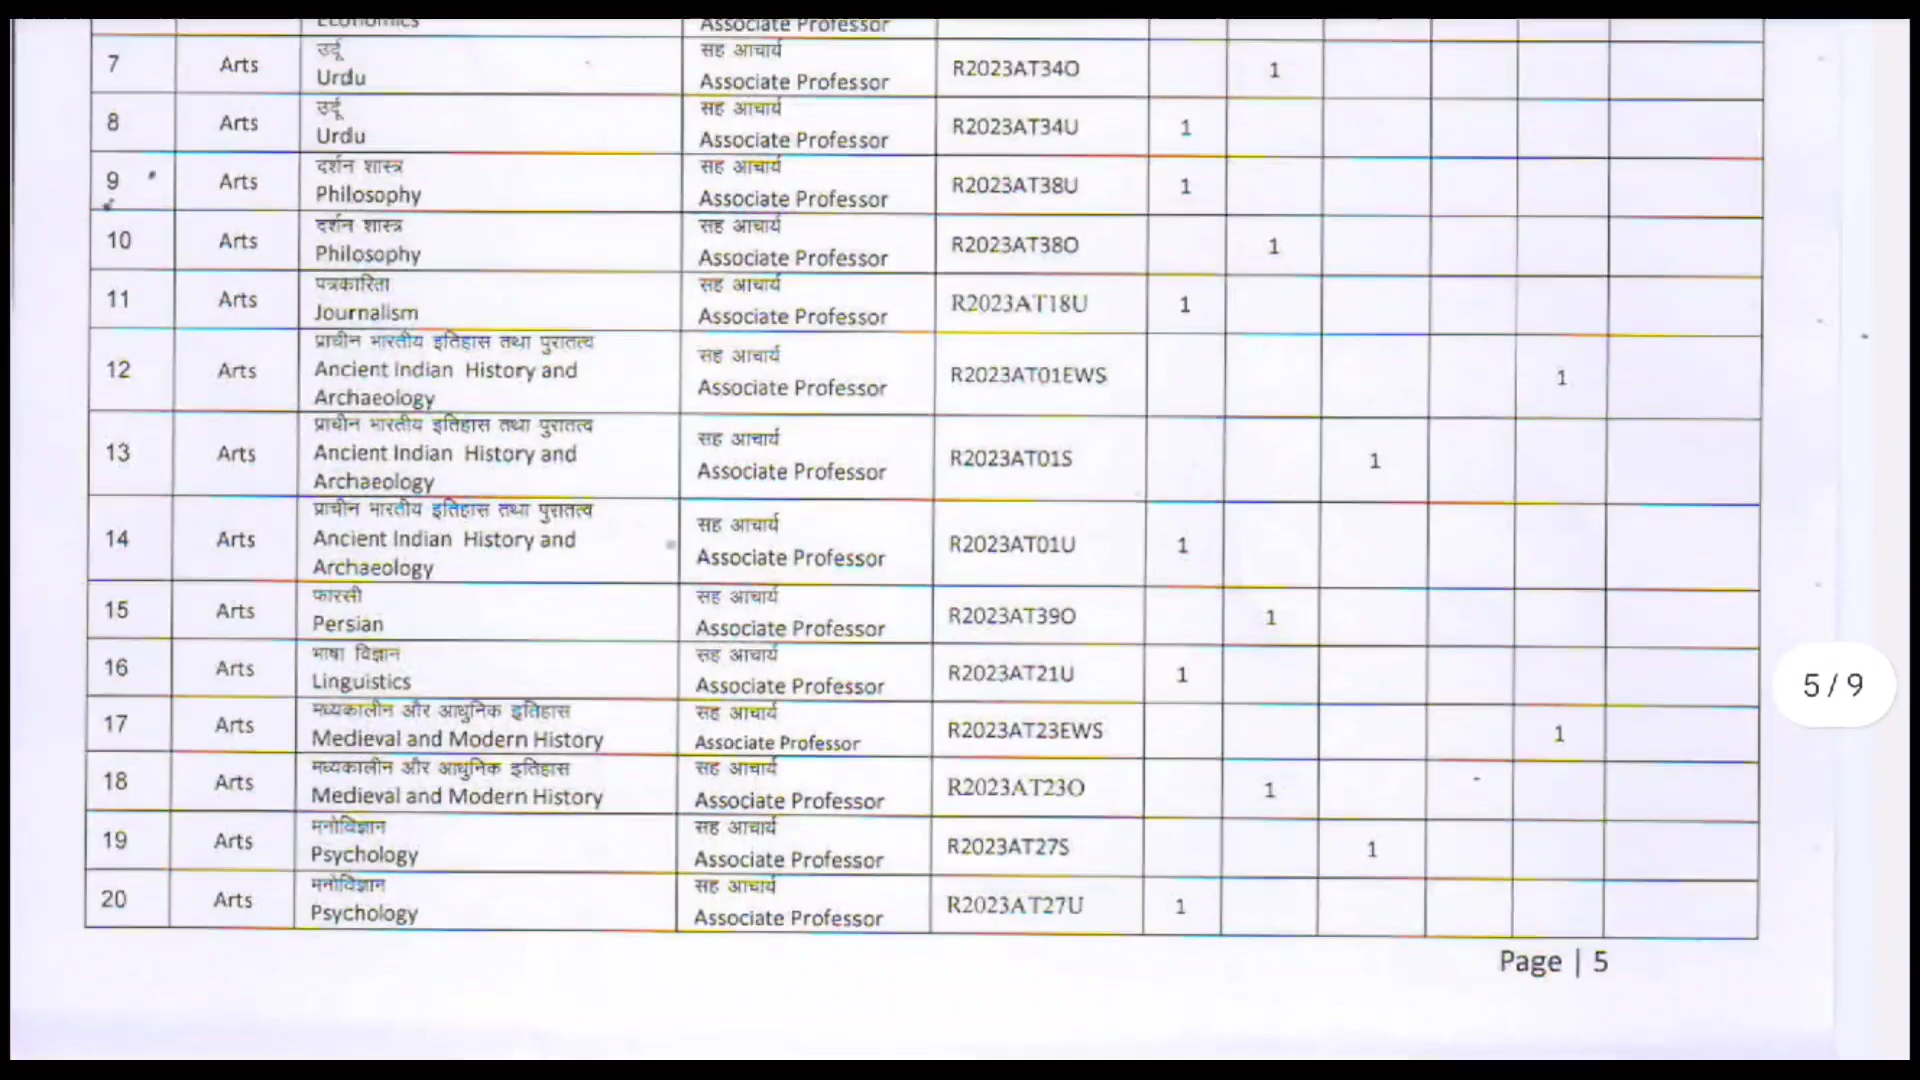 Economics
Associate Professor
7 Arts उर्दू
Urdu सह आचार्य
Associate Professor R2023AT34O 1
8 Arts उर्दू
Urdu सह आचार्य
Associate Professor R2023AT34U 1
9 Arts दर्शन शास्त्र
Philosophy सह आचार्य
Associate Professor R2023AT38U 1
10 Arts दर्शन शास्त्र
Philosophy सह आचार्य
Associate Professor R2023AT38O 1
11 Arts पत्रकारिता
Journalism सह आचार्य
Associate Professor R2023AT18U 1
12 Arts प्राचीन भारतीय इतिहास तथा पुरातत्व
Ancient Indian History and
Archaeology सह आचार्य
Associate Professor R2023AT01EWS 1
13 Arts प्राचीन भारतीय इतिहास तथा पुरातत्व
Ancient Indian History and
Archaeology सह आचार्य
Associate Professor R2023AT01S 1
14 Arts प्राचीन भारतीय इतिहास तथा पुरातत्व
Ancient Indian History and
Archaeology सह आचार्य
Associate Professor R2023AT01U 1
15 Arts फारसी
Persian सह आचार्य
Associate Professor R2023AT39O 1
16 Arts भाषा विज्ञान
Linguistics सह आचार्य
Associate Professor R2023AT21U 1
17 Arts मध्यकालीन और आधुनिक इतिहास
Medieval and Modern History सह आचार्य
Associate Professor R2023AT23EWS 1
18 Arts मध्यकालीन और आधुनिक इतिहास
Medieval and Modern History सह आचार्य
Associate Professor R2023AT23O 1
19 Arts मनोविज्ञान
Psychology सह आचार्य
Associate Professor R2023AT27S 1
20 Arts मनोविज्ञान
Psychology सह आचार्य
Associate Professor R2023AT27U 1
5 / 9
Page | 5